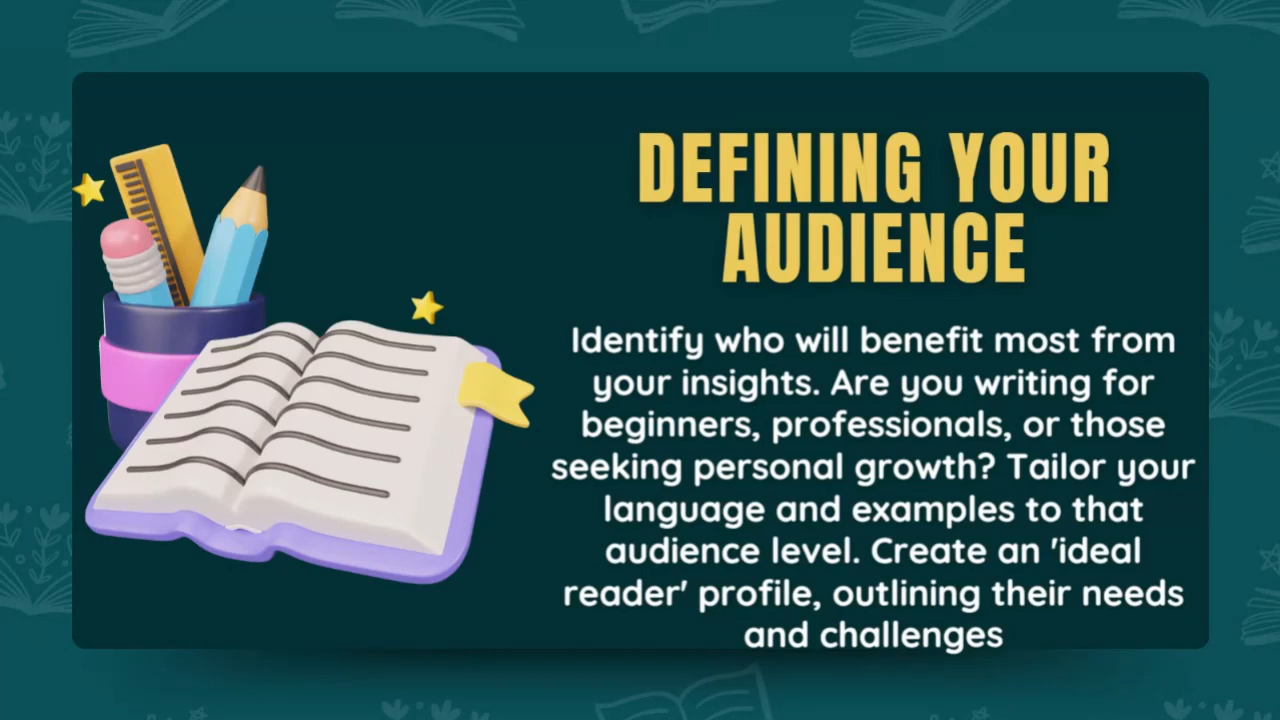 DEFINING YOUR
AUDIENCE
Identify who will benefit most from
your insights. Are you writing for
beginners, professionals, or those
seeking personal growth? Tailor your
language and examples to that
audience level. Create an 'ideal
reader' profile, outlining their needs
and challenges